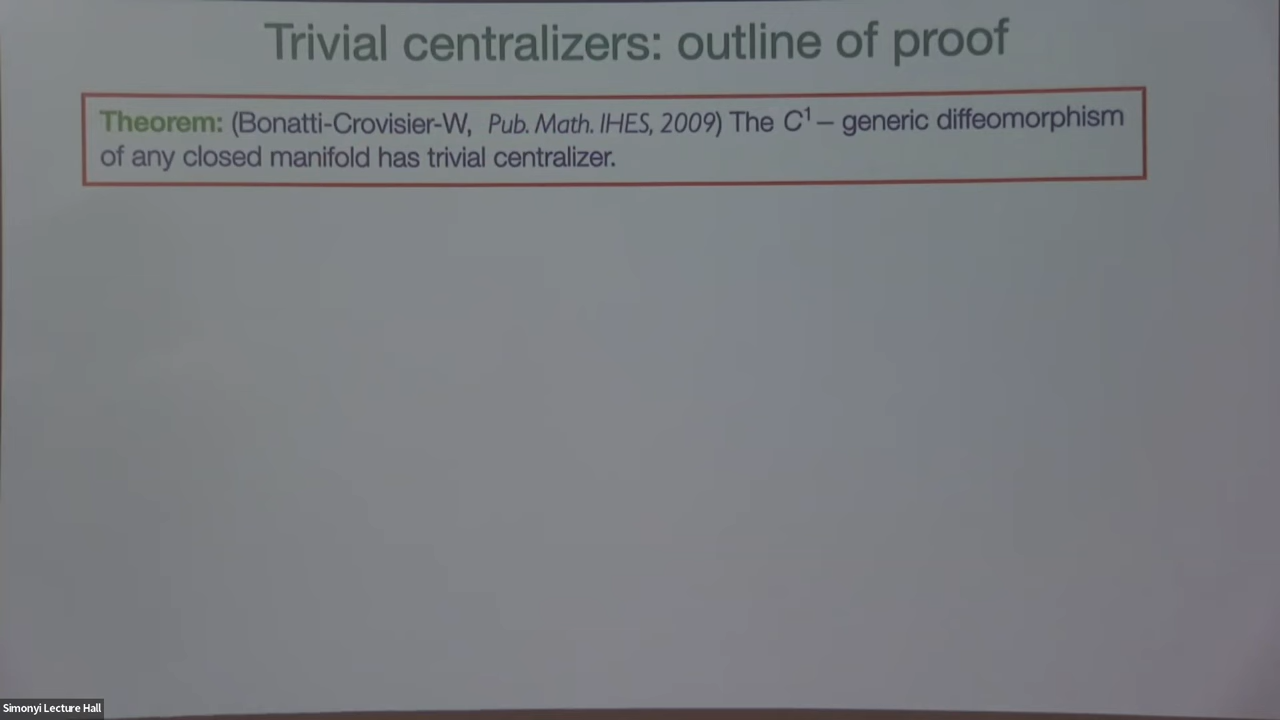 Trivial centralizers: outline of proof
Theorem: (Bonatti-Crovisier-W, Pub. Math. IHES, 2009) The C¹ – generic diffeomorphism
of any closed manifold has trivial centralizer.
Simonyi Lecture Hall